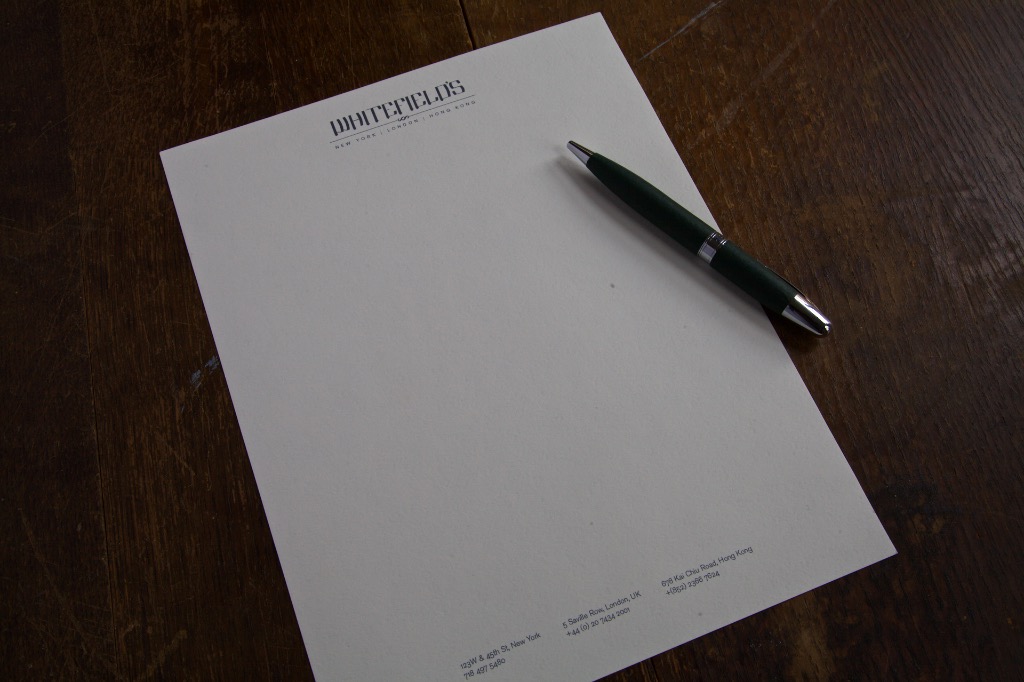 WHITEFIELD'S
NEW YORK | LONDON | HONG KONG
123W & 45th St, New York
718 497 5480
5 Saville Row, London, UK
+44 (0) 20 7434 2001
878 Kai Chiu Road, Hong Kong
+(852) 2366 7624